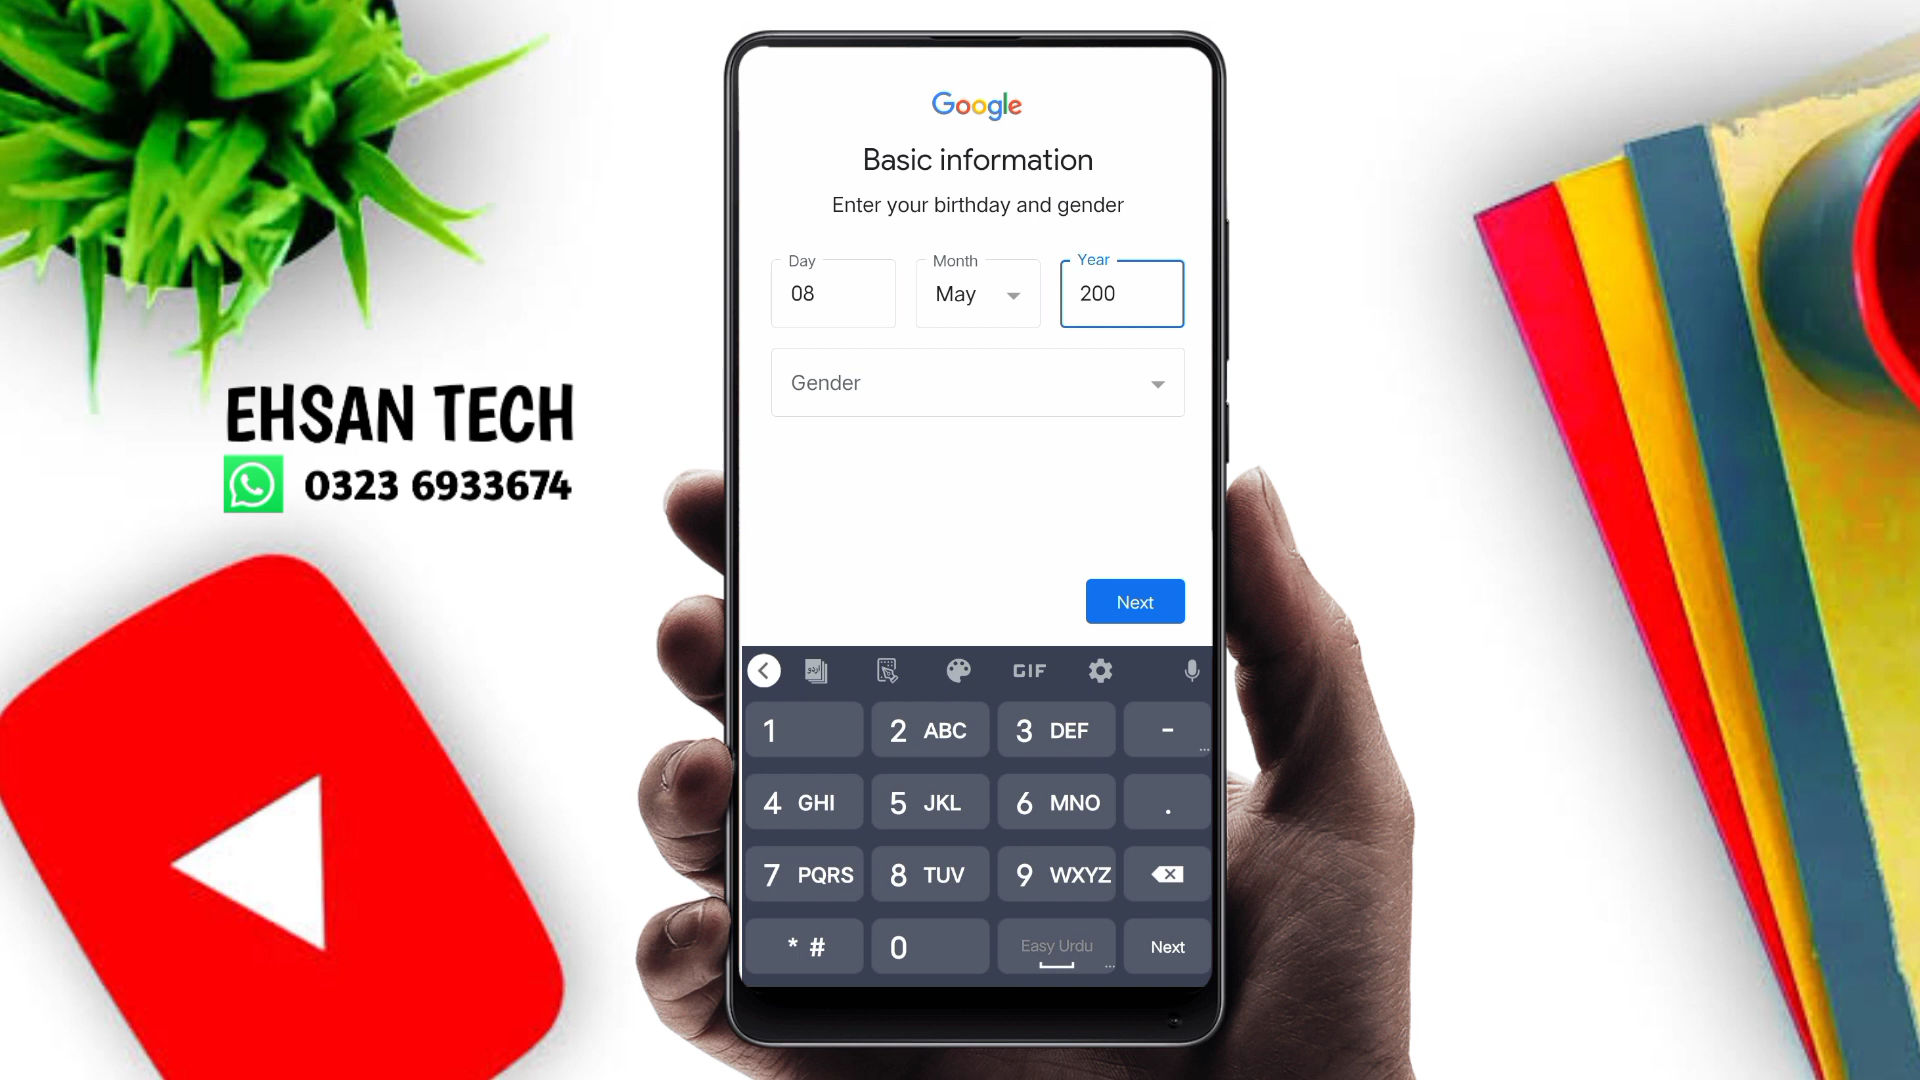 Google
Basic information
Enter your birthday and gender
Day
Month
Year
08
May
200
Gender
EHSAN TECH
0323 6933674
Next
GIF
1
2 ABC
3 DEF
-
4 GHI
5 JKL
6 MNO
.
7 PQRS
8 TUV
9 WXYZ
* #
0
Easy Urdu
Next